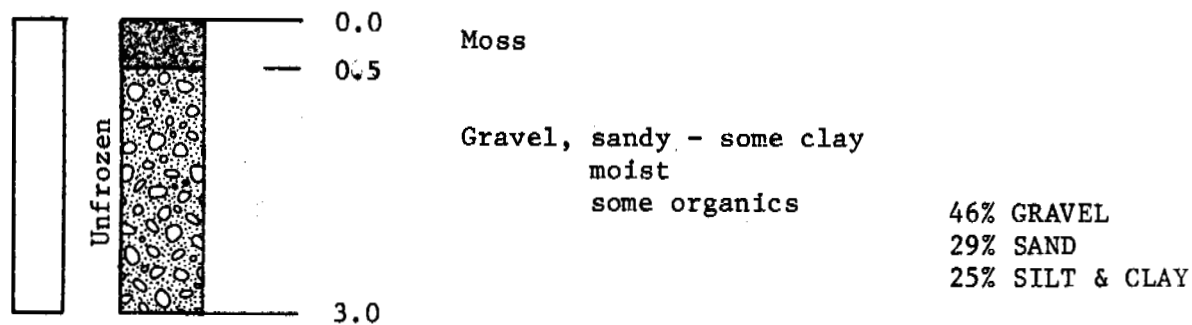 0.0
Moss
0.5
Unfrozen
Gravel, sandy - some clay
moist
some organics
46% GRAVEL
29% SAND
25% SILT & CLAY
3.0